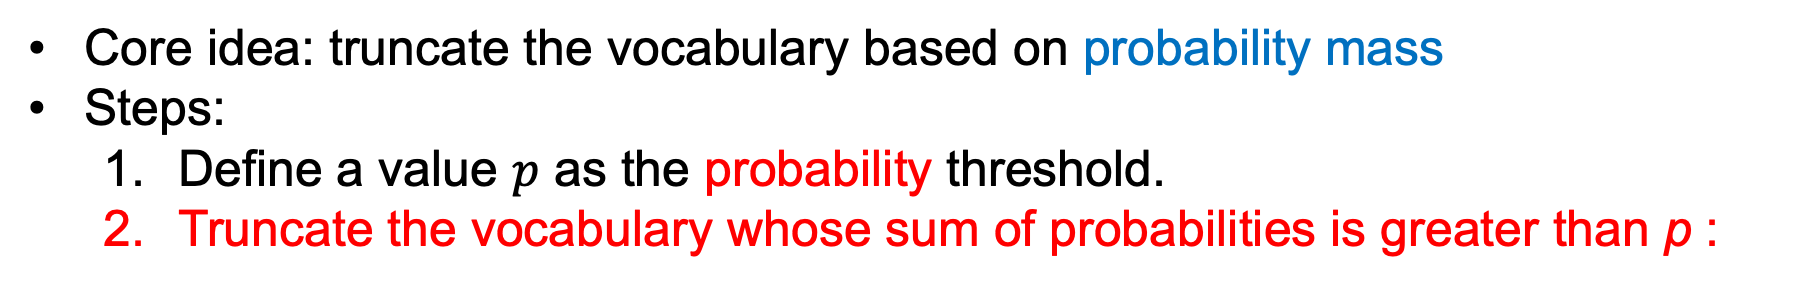 • Core idea: truncate the vocabulary based on probability mass
• Steps:
1. Define a value p as the probability threshold.
2. Truncate the vocabulary whose sum of probabilities is greater than p :